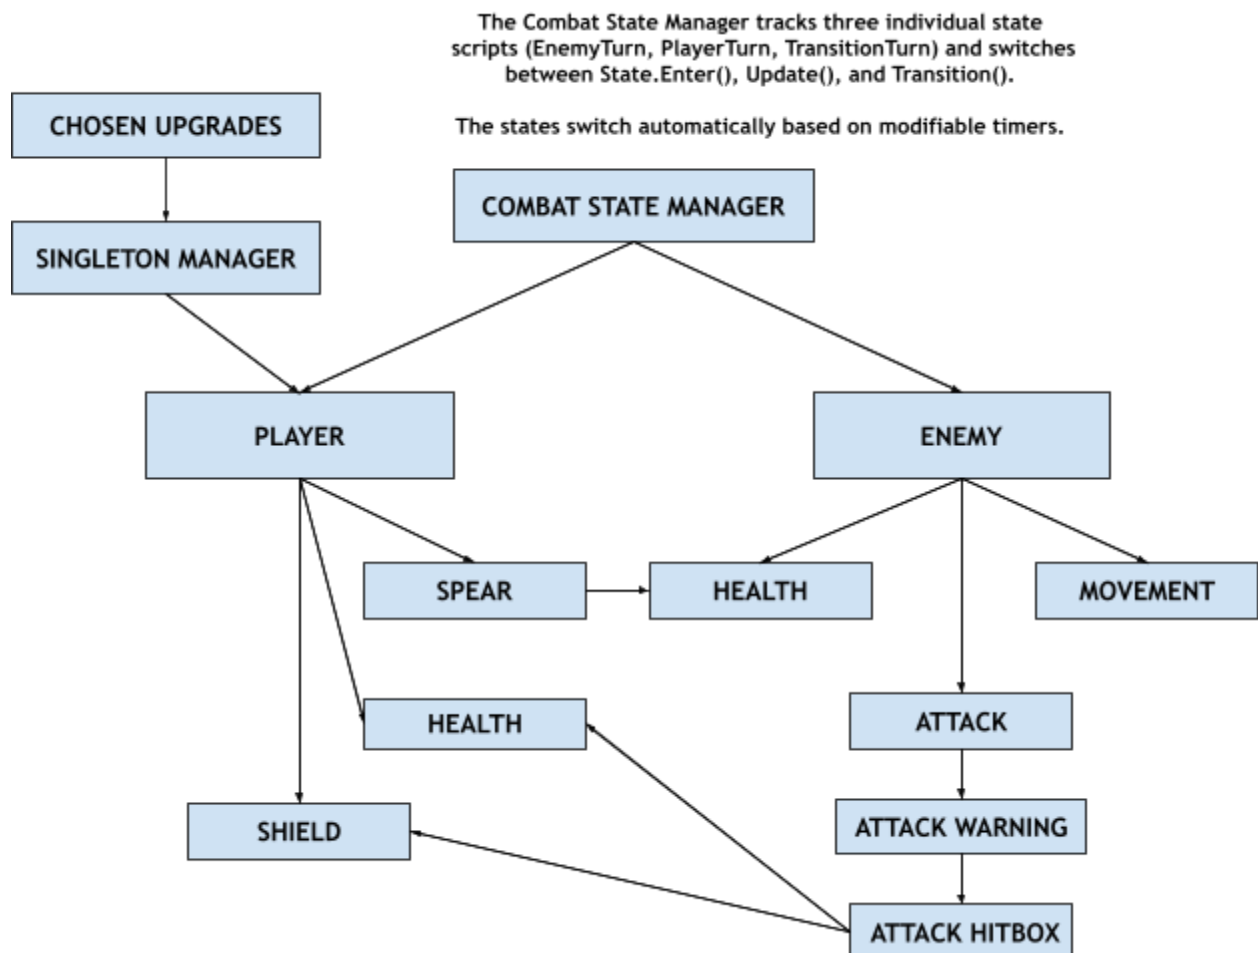 The Combat State Manager tracks three individual state
scripts (EnemyTurn, PlayerTurn, TransitionTurn) and switches
between State.Enter(), Update(), and Transition().
The states switch automatically based on modifiable timers.
CHOSEN UPGRADES
COMBAT STATE MANAGER
SINGLETON MANAGER
PLAYER
ENEMY
SPEAR
HEALTH
MOVEMENT
HEALTH
ATTACK
SHIELD
ATTACK WARNING
ATTACK HITBOX